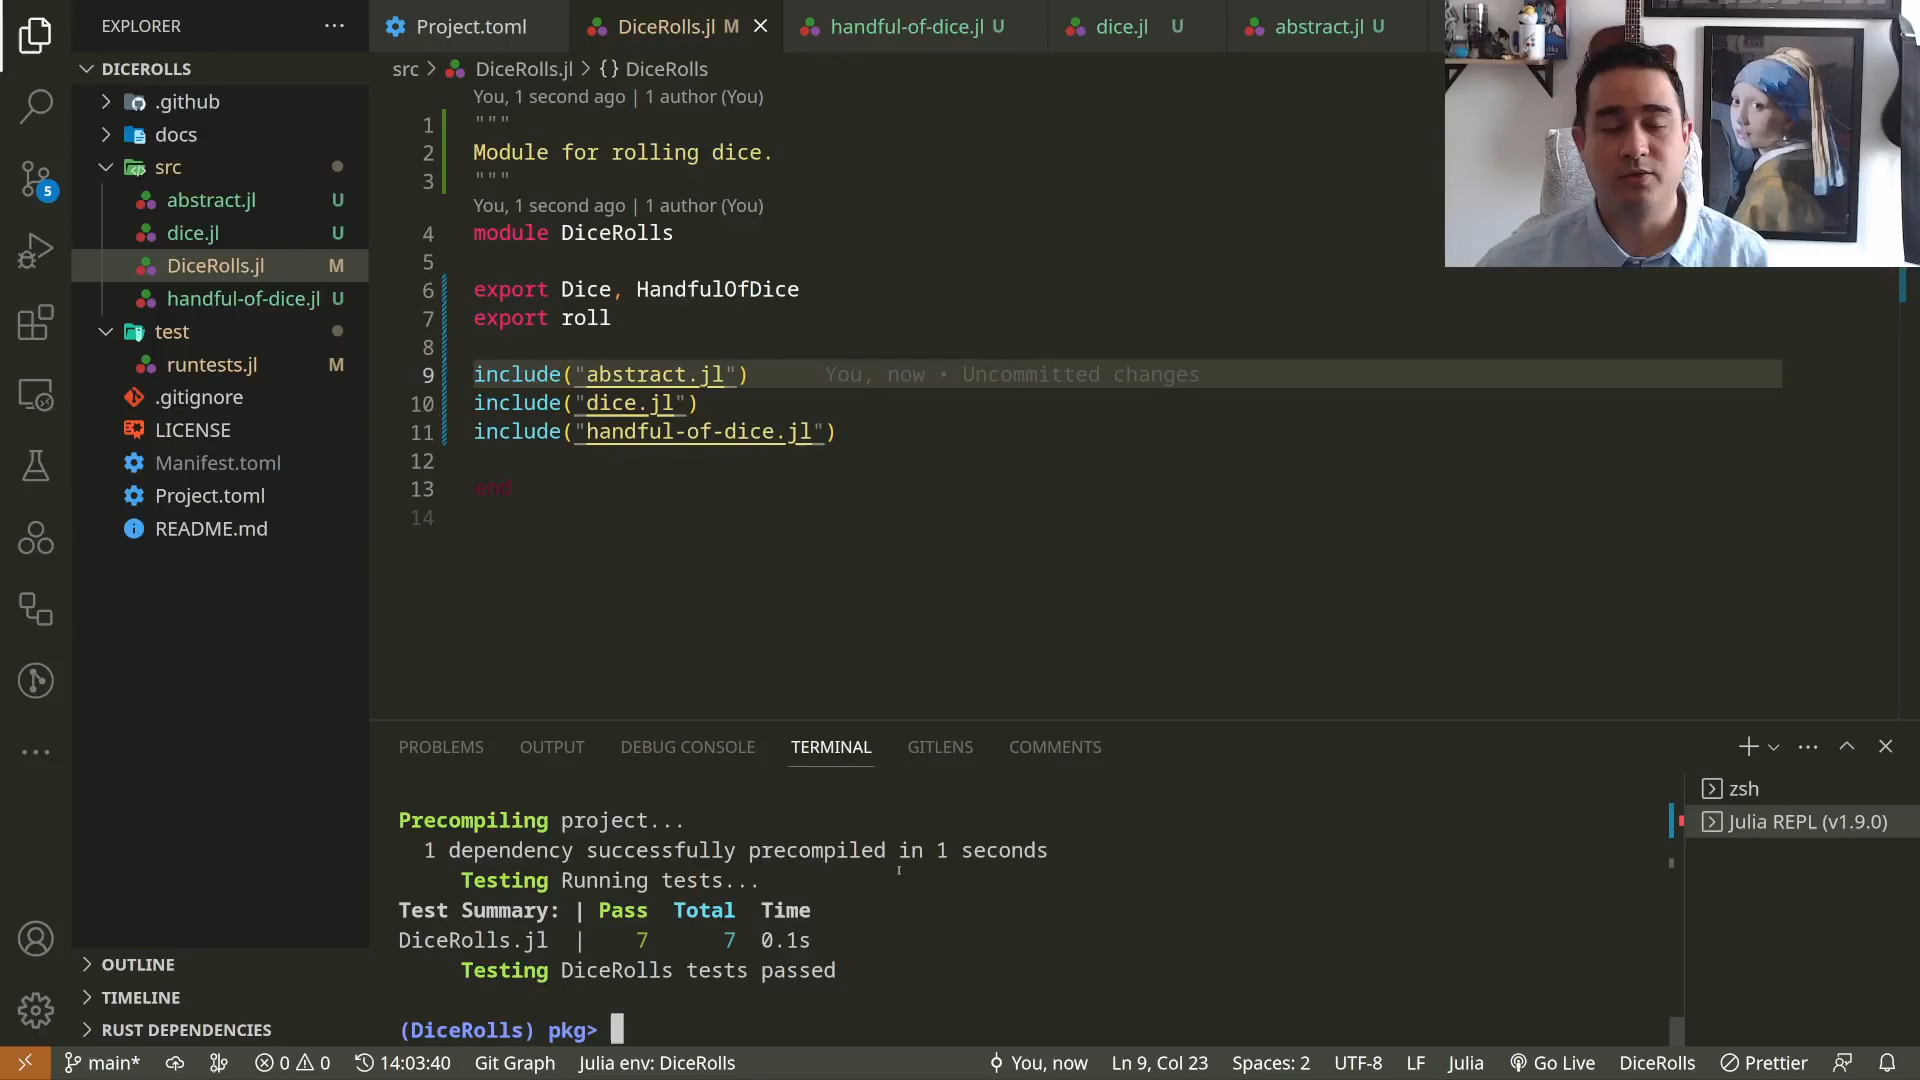 EXPLORER
DICEROLLS
.github
docs
src
abstract.jl U
dice.jl U
DiceRolls.jl M
handful-of-dice.jl U
test
runtests.jl M
.gitignore
LICENSE
Manifest.toml
Project.toml
README.md
OUTLINE
TIMELINE
RUST DEPENDENCIES
5
Project.toml DiceRolls.jl M handful-of-dice.jl U dice.jl U abstract.jl U
src > DiceRolls.jl > {} DiceRolls
You, 1 second ago | 1 author (You)
1 """
2 Module for rolling dice.
3 """
You, 1 second ago | 1 author (You)
4 module DiceRolls
5
6 export Dice, HandfulOfDice
7 export roll
8
9 include("abstract.jl") You, now • Uncommitted changes
10 include("dice.jl")
11 include("handful-of-dice.jl")
12
13 end
14
PROBLEMS OUTPUT DEBUG CONSOLE TERMINAL GITLENS COMMENTS
zsh
Julia REPL (v1.9.0)
Precompiling project...
1 dependency successfully precompiled in 1 seconds
Testing Running tests...
Test Summary: | Pass Total Time
DiceRolls.jl | 7 7 0.1s
Testing DiceRolls tests passed
(DiceRolls) pkg>
main* 0 0 14:03:40 Git Graph Julia env: DiceRolls You, now Ln 9, Col 23 Spaces: 2 UTF-8 LF Julia Go Live DiceRolls Prettier